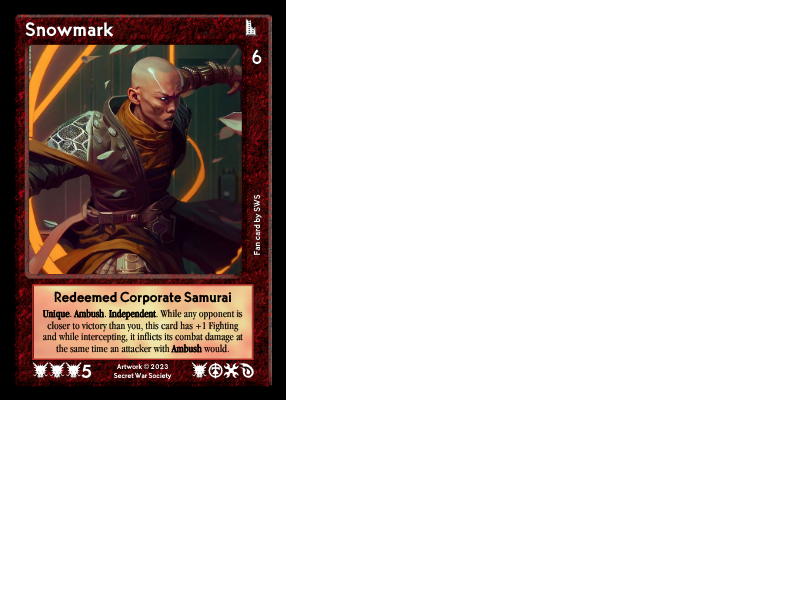 Snowmark
6
Fan card by SWS
Redeemed Corporate Samurai
Unique. Ambush. Independent. While any opponent is
closer to victory than you, this card has +1 Fighting
and while intercepting, it inflicts its combat damage at
the same time an attacker with Ambush would.
5
Artwork © 2023
Secret War Society